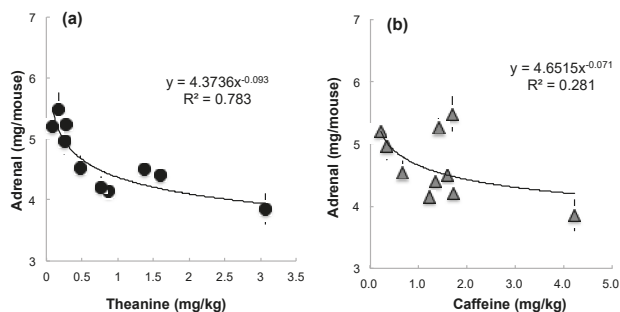 (a)
y = 4.3736x-0.093
R² = 0.783
Adrenal (mg/mouse)
6
5
4
3
0 0.5 1 1.5 2 2.5 3 3.5
Theanine (mg/kg)
(b)
y = 4.6515x-0.071
R² = 0.281
Adrenal (mg/mouse)
6
5
4
3
0.0 1.0 2.0 3.0 4.0 5.0
Caffeine (mg/kg)